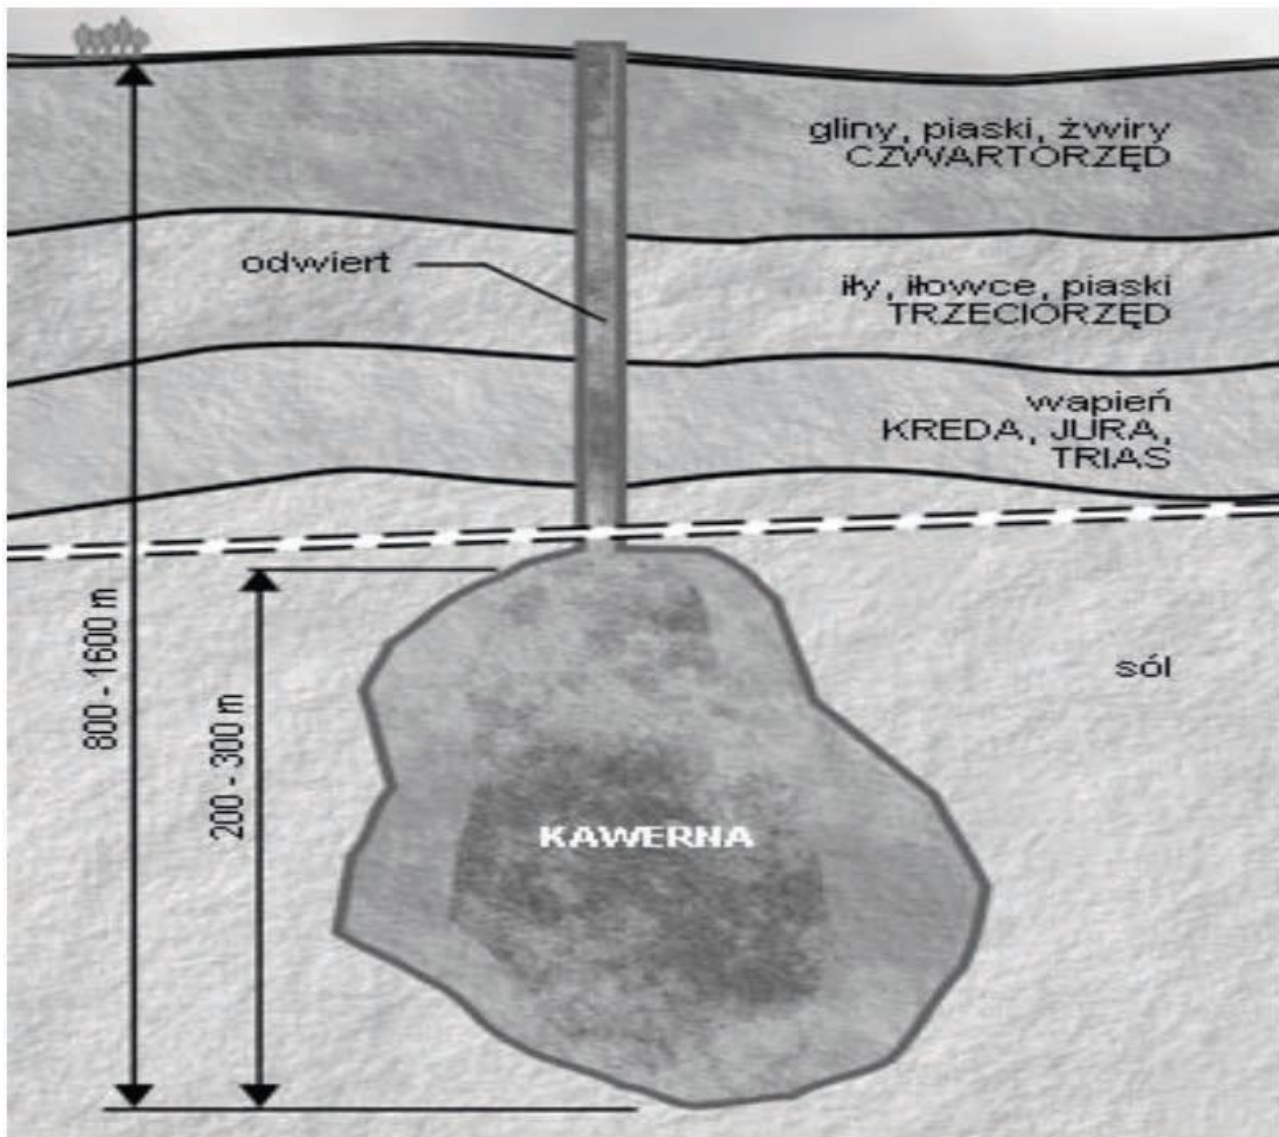 gliny, piaski, żwiry
CZWARTORZĘD
odwiert
iły, iłowce, piaski
TRZECIORZĘD
wapień
KREDA, JURA,
TRIAS
800 - 1600 m
200 - 300 m
sól
KAWERNA